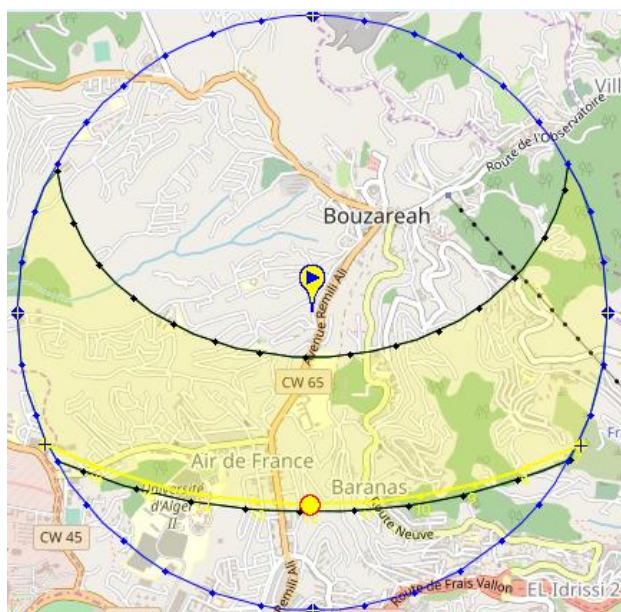 Route de l'Observatoire
Vill
Bouzareah
Avenue Remili Ali
CW 65
Air de France
Baranas
Université
d'Alger
II
Route Neuve
CW 45
Fra
Remili Ali
Route de Frais Vallon
EL Idrissi 2